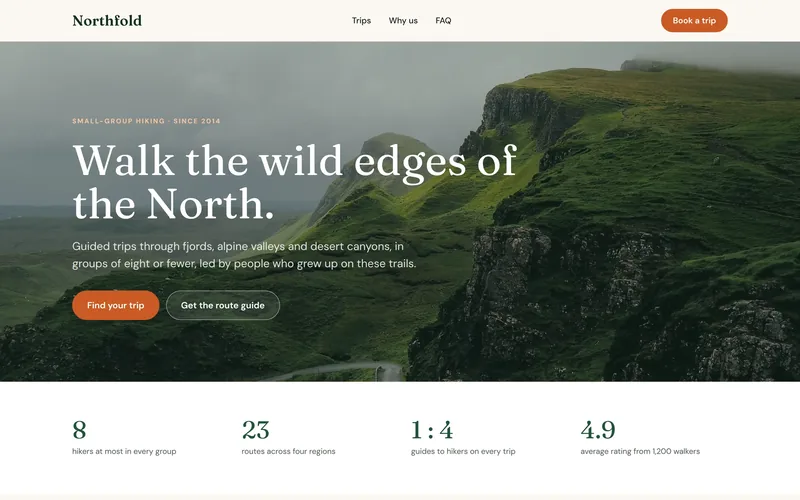 Northfold
Trips
Why us
FAQ
Book a trip
SMALL-GROUP HIKING · SINCE 2014
Walk the wild edges of
the North.
Guided trips through fjords, alpine valleys and desert canyons, in
groups of eight or fewer, led by people who grew up on these trails.
Find your trip
Get the route guide
8
hikers at most in every group
23
routes across four regions
1 : 4
guides to hikers on every trip
4.9
average rating from 1,200 walkers